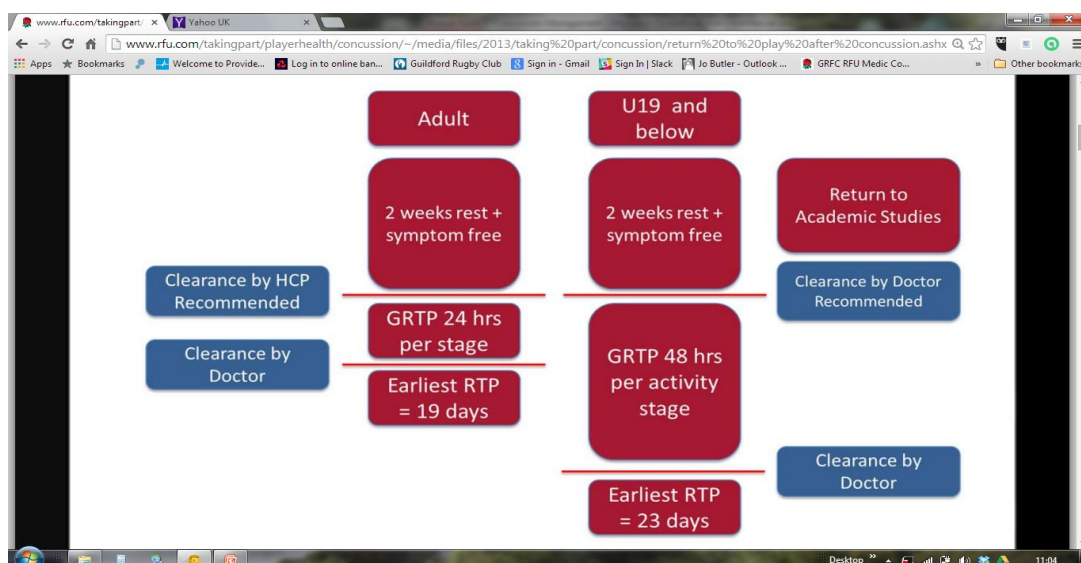 www.rfu.com/takingpart/
Yahoo UK
www.rfu.com/takingpart/playerhealth/concussion/~/media/files/2013/taking%20part/concussion/return%20to%20play%20after%20concussion.ashx
Apps
Bookmarks
Welcome to Provide...
Log in to online ban...
Guildford Rugby Club
Sign in - Gmail
Sign In | Slack
Jo Butler - Outlook ...
GRFC RFU Medic Co...
»
Other bookmarks
Adult
U19 and
below
2 weeks rest +
symptom free
2 weeks rest +
symptom free
Return to
Academic Studies
Clearance by HCP
Recommended
Clearance by Doctor
Recommended
GRTP 24 hrs
per stage
Clearance by
Doctor
GRTP 48 hrs
per activity
stage
Earliest RTP
= 19 days
Clearance by
Doctor
Earliest RTP
= 23 days
Desktop »
11:04